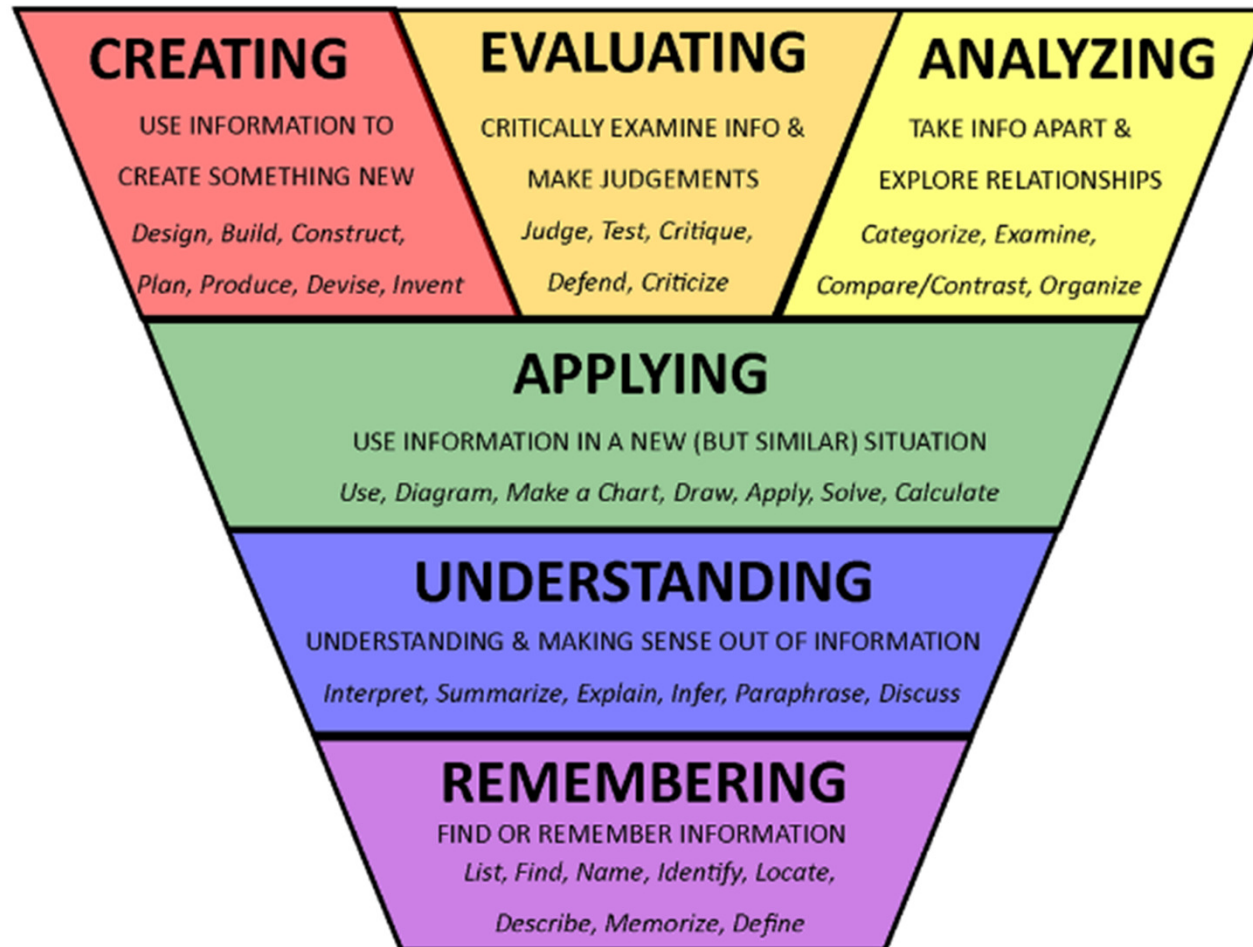 CREATING
USE INFORMATION TO
CREATE SOMETHING NEW
Design, Build, Construct,
Plan, Produce, Devise, Invent
EVALUATING
CRITICALLY EXAMINE INFO &
MAKE JUDGEMENTS
Judge, Test, Critique,
Defend, Criticize
ANALYZING
TAKE INFO APART &
EXPLORE RELATIONSHIPS
Categorize, Examine,
Compare/Contrast, Organize
APPLYING
USE INFORMATION IN A NEW (BUT SIMILAR) SITUATION
Use, Diagram, Make a Chart, Draw, Apply, Solve, Calculate
UNDERSTANDING
UNDERSTANDING & MAKING SENSE OUT OF INFORMATION
Interpret, Summarize, Explain, Infer, Paraphrase, Discuss
REMEMBERING
FIND OR REMEMBER INFORMATION
List, Find, Name, Identify, Locate,
Describe, Memorize, Define